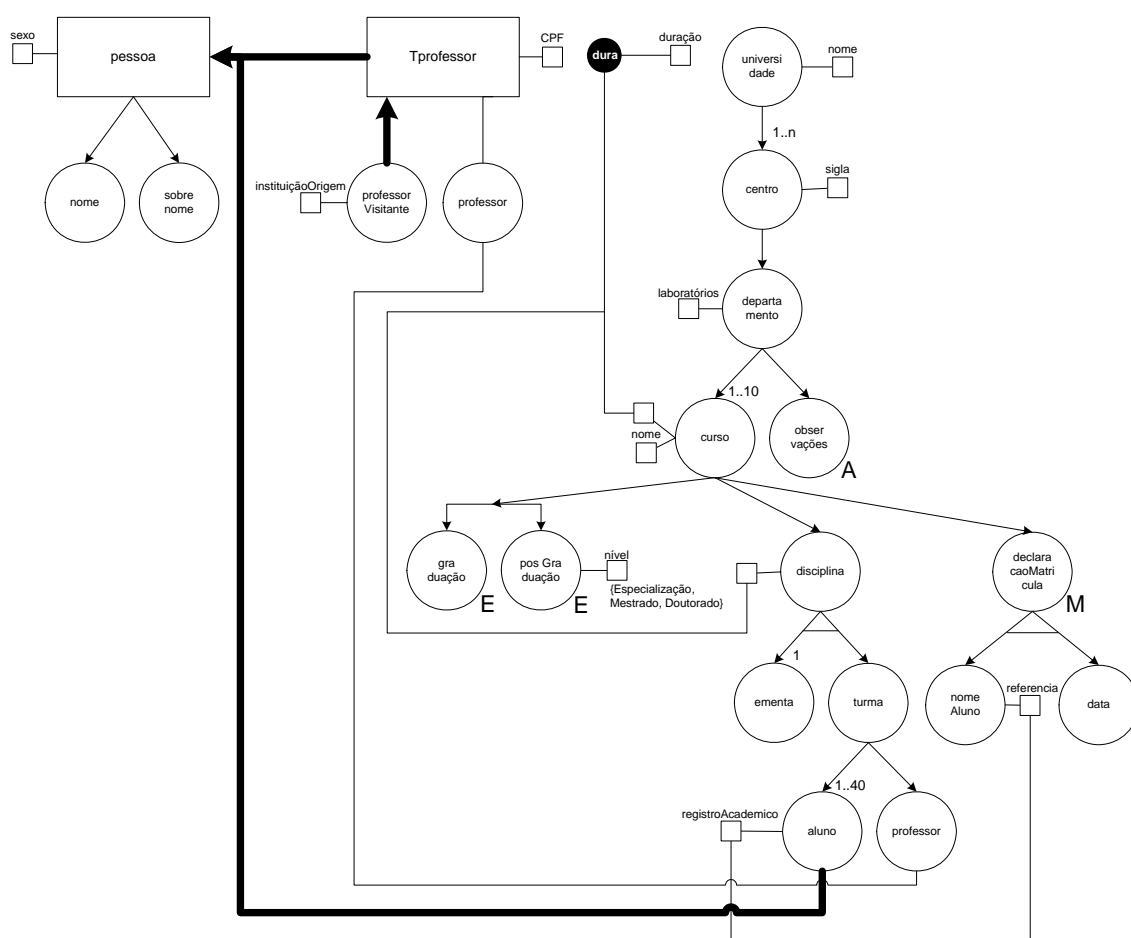 sexo
pessoa
Tprofessor
CPF
dura
duração
universi
dade
nome
1..n
nome
sobre
nome
instituiçãoOrigem
professor
Visitante
professor
centro
sigla
laboratórios
departa
mento
1..10
nome
curso
obser
vações
A
gra
duação
E
pos Gra
duação
E
nível
{Especialização,
Mestrado, Doutorado}
disciplina
declara
caoMatri
cula
M
1
ementa
turma
nome
Aluno
referencia
data
1..40
registroAcademico
aluno
professor